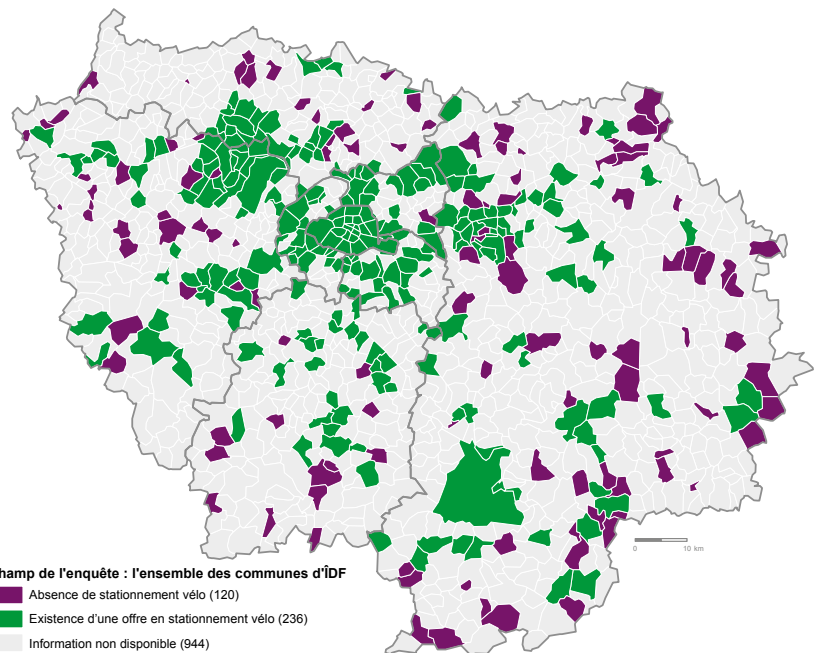 0 10 km
hamp de l'enquête : l'ensemble des communes d'ÎDF
Absence de stationnement vélo (120)
Existence d'une offre en stationnement vélo (236)
Information non disponible (944)